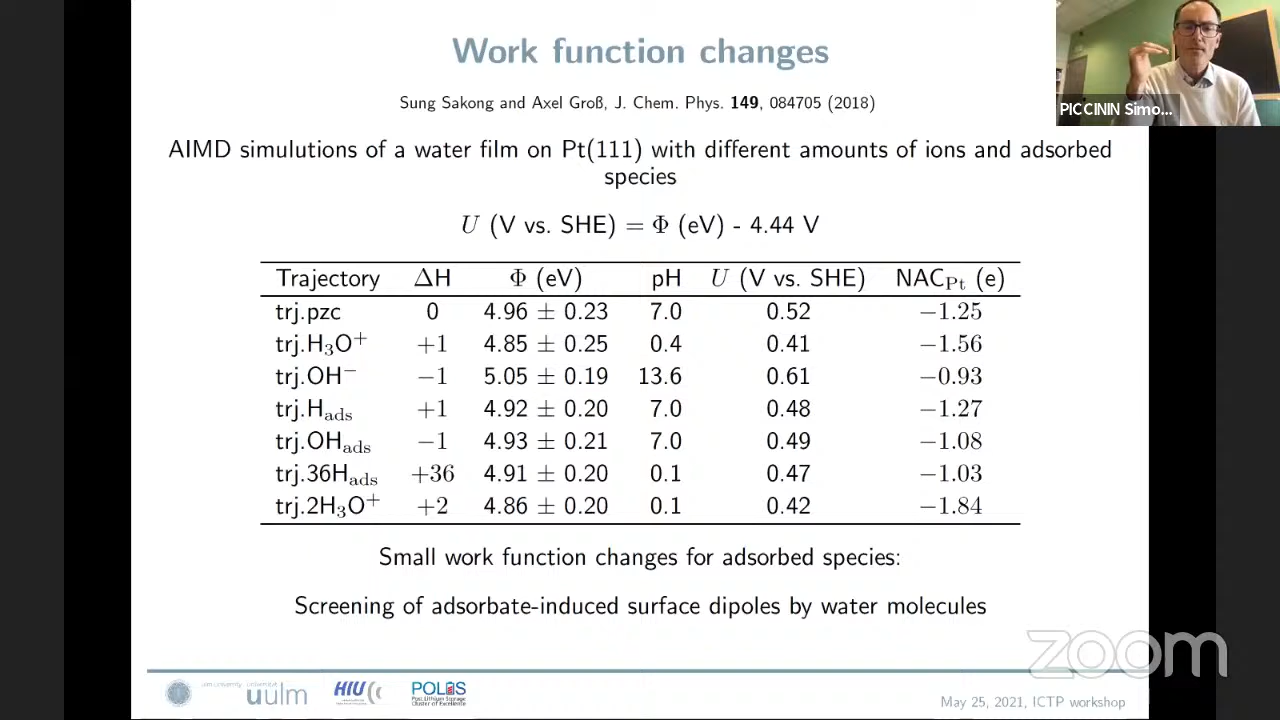 Work function changes
PICCININ Simo...
Sung Sakong and Axel Groß, J. Chem. Phys. 149, 084705 (2018)
AIMD simulutions of a water film on Pt(111) with different amounts of ions and adsorbed
species
U (V vs. SHE) = Φ (eV) - 4.44 V
Trajectory ΔH Φ (eV) pH U (V vs. SHE) NAC_Pt (e)
trj.pzc 0 4.96 ± 0.23 7.0 0.52 −1.25
trj.H₃O⁺ +1 4.85 ± 0.25 0.4 0.41 −1.56
trj.OH⁻ −1 5.05 ± 0.19 13.6 0.61 −0.93
trj.H_ads +1 4.92 ± 0.20 7.0 0.48 −1.27
trj.OH_ads −1 4.93 ± 0.21 7.0 0.49 −1.08
trj.36H_ads +36 4.91 ± 0.20 0.1 0.47 −1.03
trj.2H₃O⁺ +2 4.86 ± 0.20 0.1 0.42 −1.84
Small work function changes for adsorbed species:
Screening of adsorbate-induced surface dipoles by water molecules
zoom
uulm HIU POLiS
Cluster of Excellence
May 25, 2021, ICTP workshop